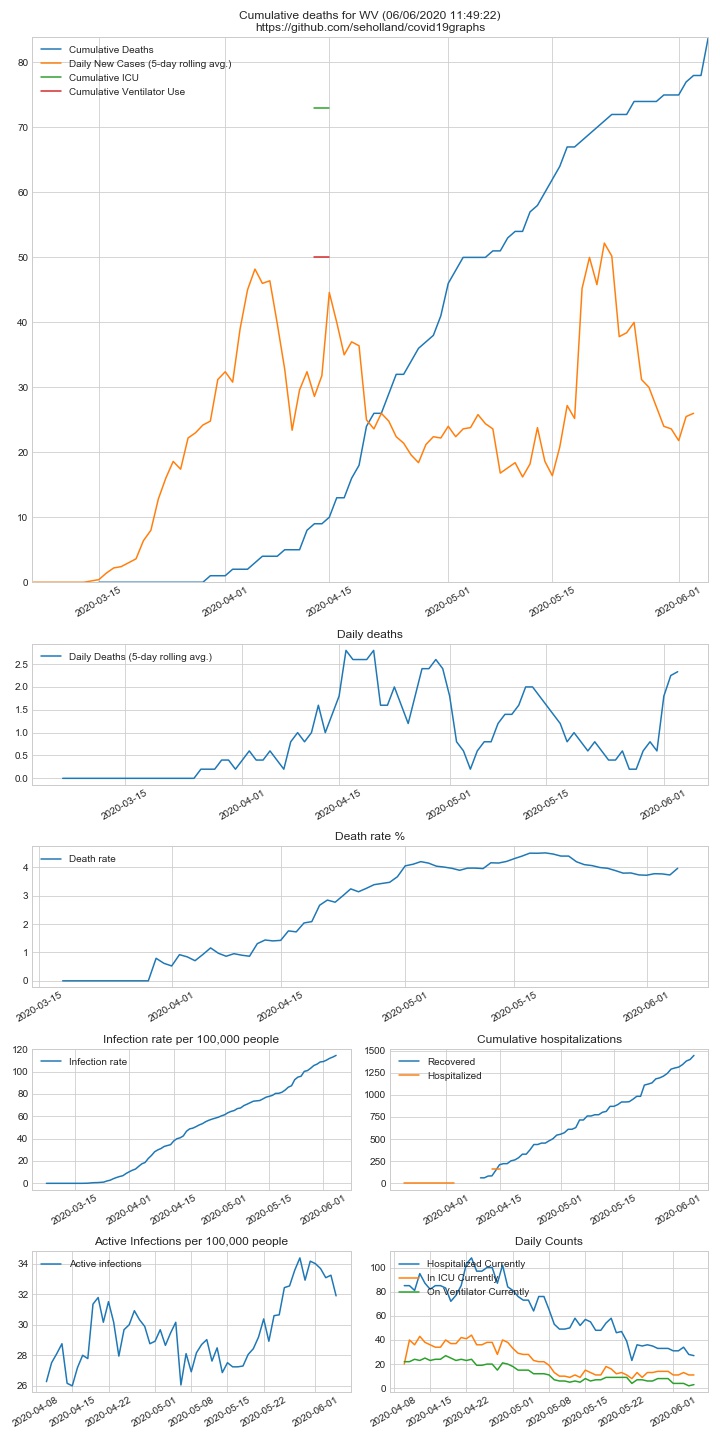 Cumulative deaths for WV (06/06/2020 11:49:22)
https://github.com/seholland/covid19graphs
Cumulative Deaths
Daily New Cases (5-day rolling avg.)
Cumulative ICU
Cumulative Ventilator Use
80
70
60
50
40
30
20
10
0
2020-03-15 2020-04-01 2020-04-15 2020-05-01 2020-05-15 2020-06-01
Daily deaths
Daily Deaths (5-day rolling avg.)
2.5
2.0
1.5
1.0
0.5
0.0
2020-03-15 2020-04-01 2020-04-15 2020-05-01 2020-05-15 2020-06-01
Death rate %
Death rate
4
3
2
1
0
2020-03-15 2020-04-01 2020-04-15 2020-05-01 2020-05-15 2020-06-01
Infection rate per 100,000 people
Infection rate
120
100
80
60
40
20
0
2020-03-15 2020-04-01 2020-04-15 2020-05-01 2020-05-15 2020-06-01
Cumulative hospitalizations
Recovered
Hospitalized
1500
1250
1000
750
500
250
0
2020-04-01 2020-04-15 2020-05-01 2020-05-15 2020-06-01
Active Infections per 100,000 people
Active infections
34
32
30
28
26
2020-04-08 2020-04-15 2020-04-22 2020-05-01 2020-05-08 2020-05-15 2020-05-22 2020-06-01
Daily Counts
Hospitalized Currently
In ICU Currently
On Ventilator Currently
100
80
60
40
20
0
2020-04-08 2020-04-15 2020-04-22 2020-05-01 2020-05-08 2020-05-15 2020-05-22 2020-06-01